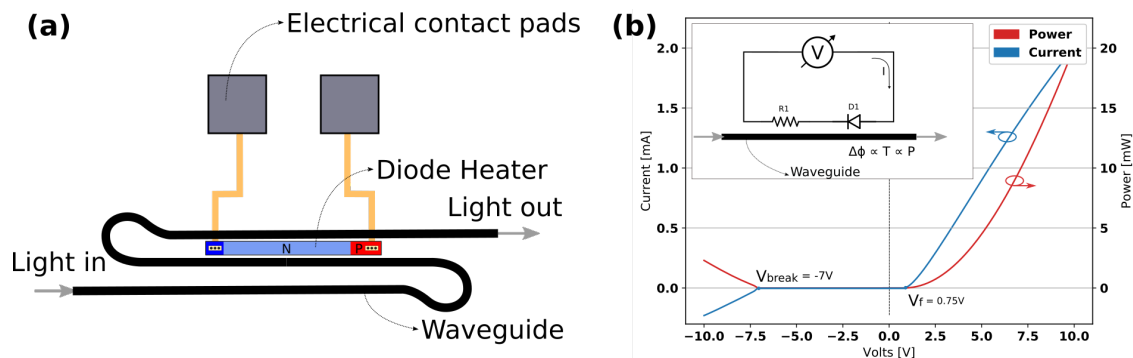 (a)
Electrical contact pads
Diode Heater
Light out
N
P
Light in
Waveguide
(b)
Power
Current
V
I
R1
D1
Δϕ ∝ T ∝ P
Waveguide
V_break = -7V
V_f = 0.75V
Current [mA]
2.0
1.5
1.0
0.5
0.0
Power [mW]
20
15
10
5
0
−10.0 −7.5 −5.0 −2.5 0.0 2.5 5.0 7.5 10.0
Volts [V]